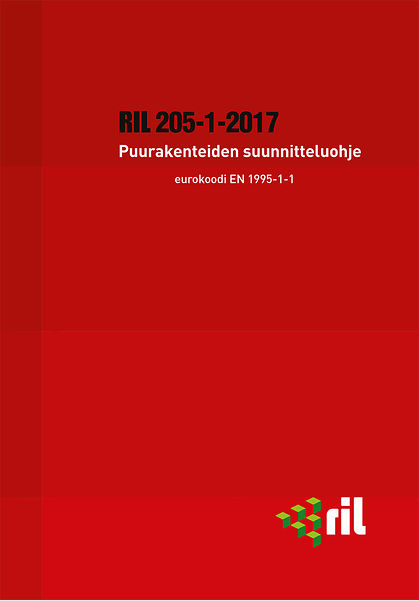 RIL 205-1-2017
Puurakenteiden suunnitteluohje
eurokoodi EN 1995-1-1
ril